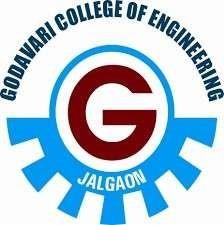 GODAVARI COLLEGE OF ENGINEERING
G
JALGAON